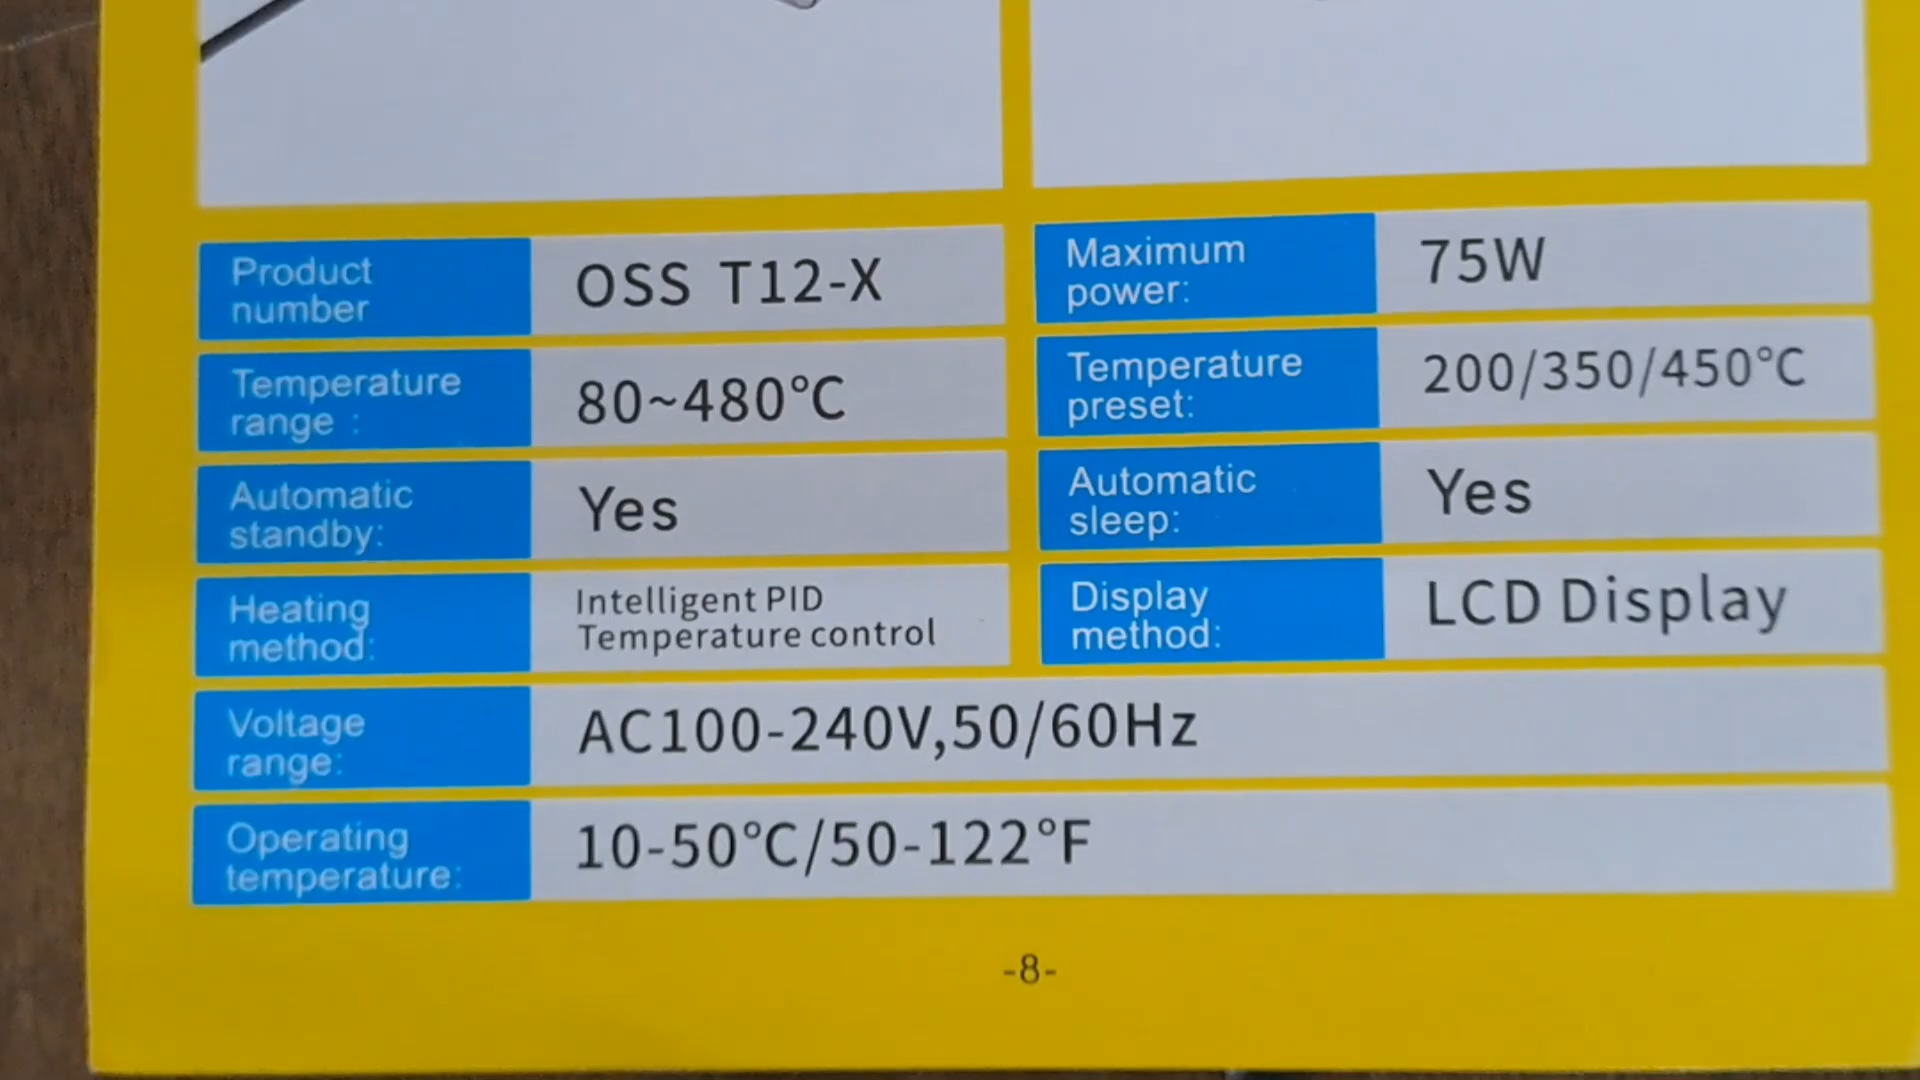 Product
number
OSS T12-X
Maximum
power:
75W
Temperature
range :
80~480°C
Temperature
preset:
200/350/450°C
Automatic
standby:
Yes
Automatic
sleep:
Yes
Heating
method:
Intelligent PID
Temperature control
Display
method:
LCD Display
Voltage
range:
AC100-240V,50/60Hz
Operating
temperature:
10-50°C/50-122°F
-8-